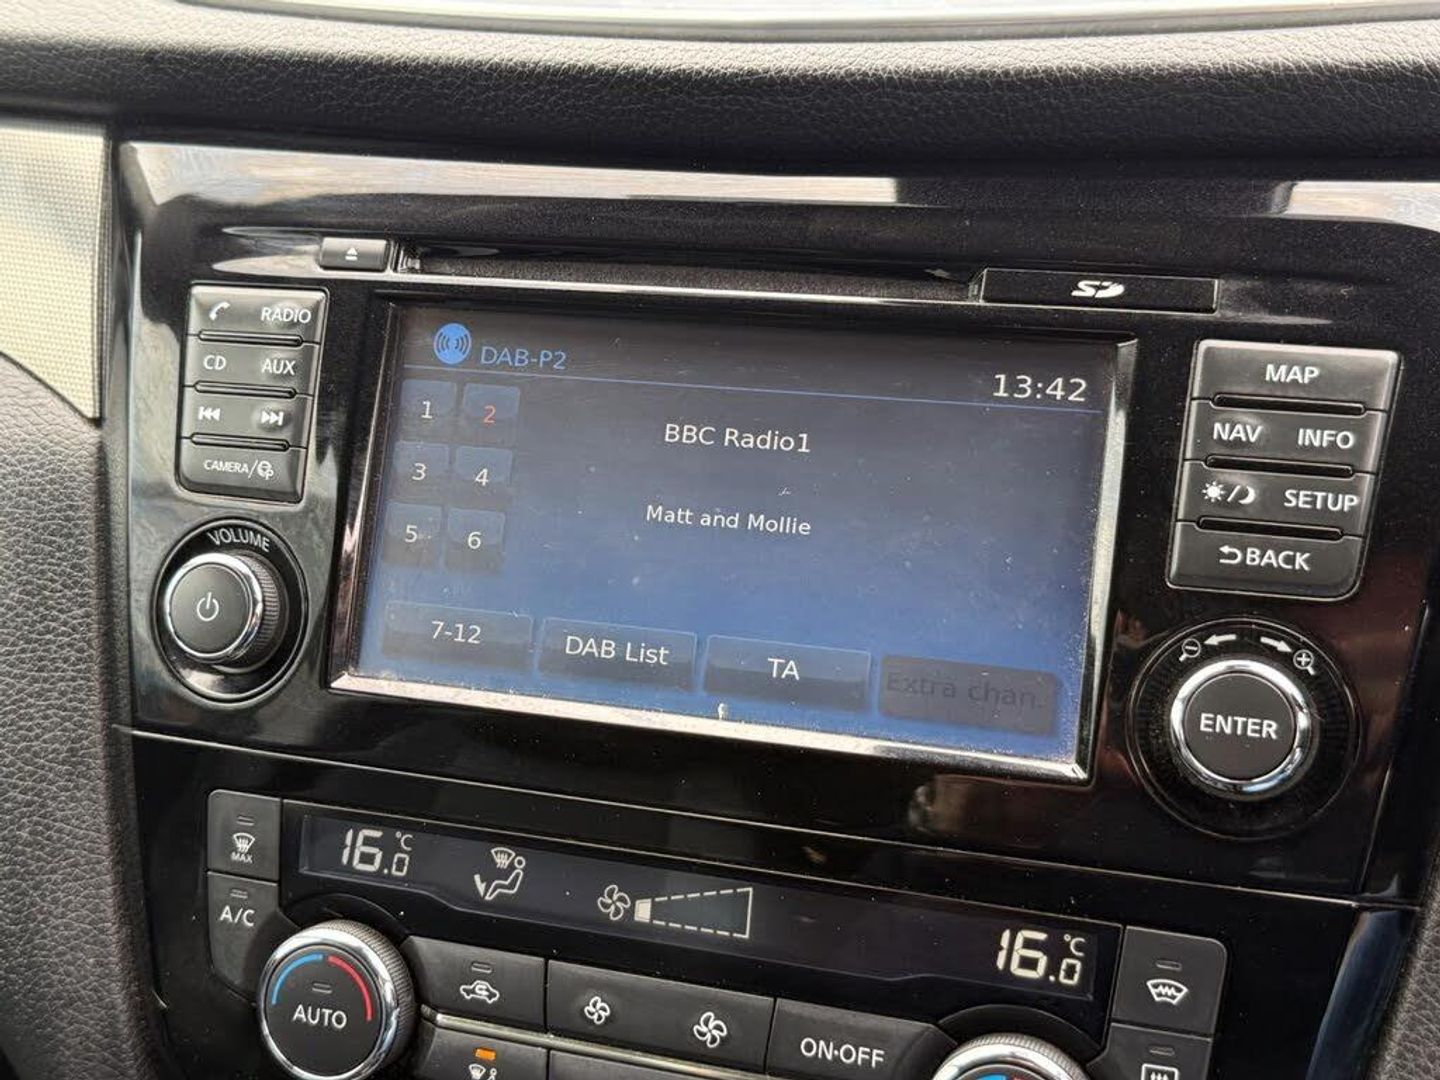 SD
RADIO
CD AUX
CAMERA/
VOLUME
DAB-P2
13:42
1 2
3 4
5 6
BBC Radio1
Matt and Mollie
7-12 DAB List TA Extra chan.
MAP
NAV INFO
SETUP
BACK
ENTER
MAX
A/C
16.0 °C
16.0 °C
AUTO
ON·OFF